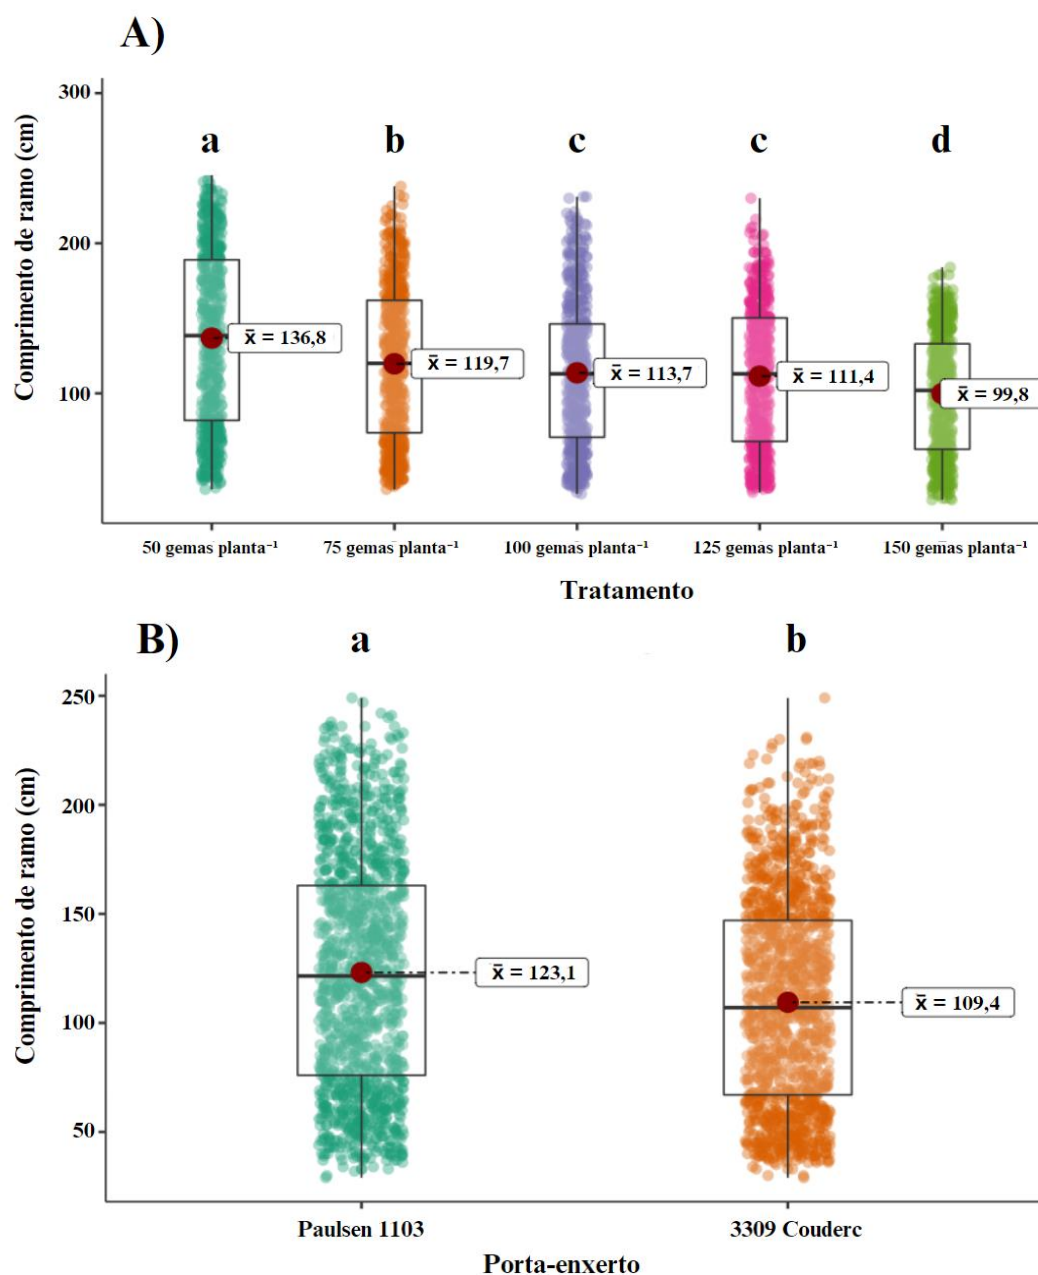 A)
Comprimento de ramo (cm)
300
200
100
a b c c d
x̄ = 136,8
x̄ = 119,7
x̄ = 113,7
x̄ = 111,4
x̄ = 99,8
50 gemas planta⁻¹ 75 gemas planta⁻¹ 100 gemas planta⁻¹ 125 gemas planta⁻¹ 150 gemas planta⁻¹
Tratamento
B)
a b
Comprimento de ramo (cm)
250
200
150
100
50
x̄ = 123,1
x̄ = 109,4
Paulsen 1103 3309 Couderc
Porta-enxerto